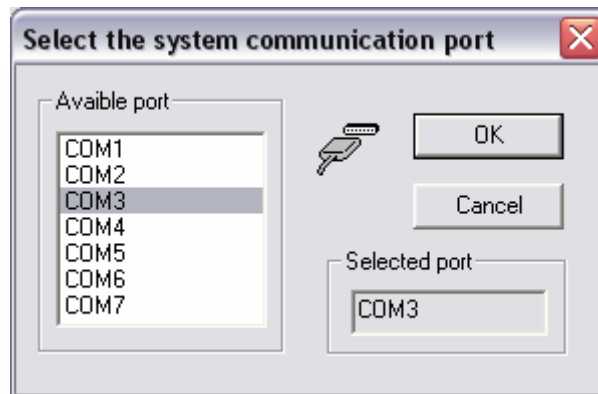 Select the system communication port
Avaible port
COM1
COM2
COM3
COM4
COM5
COM6
COM7
OK
Cancel
Selected port
COM3